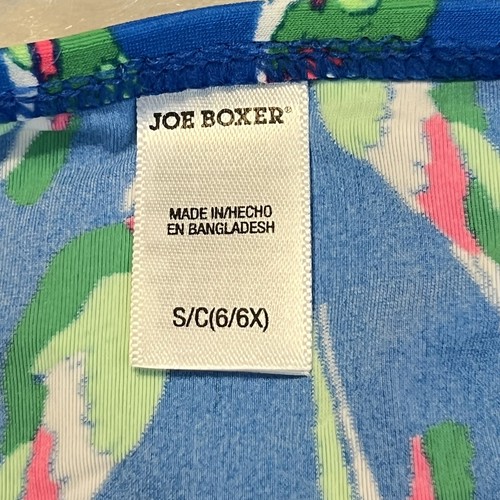 JOE BOXER®
MADE IN/HECHO
EN BANGLADESH
S/C(6/6X)